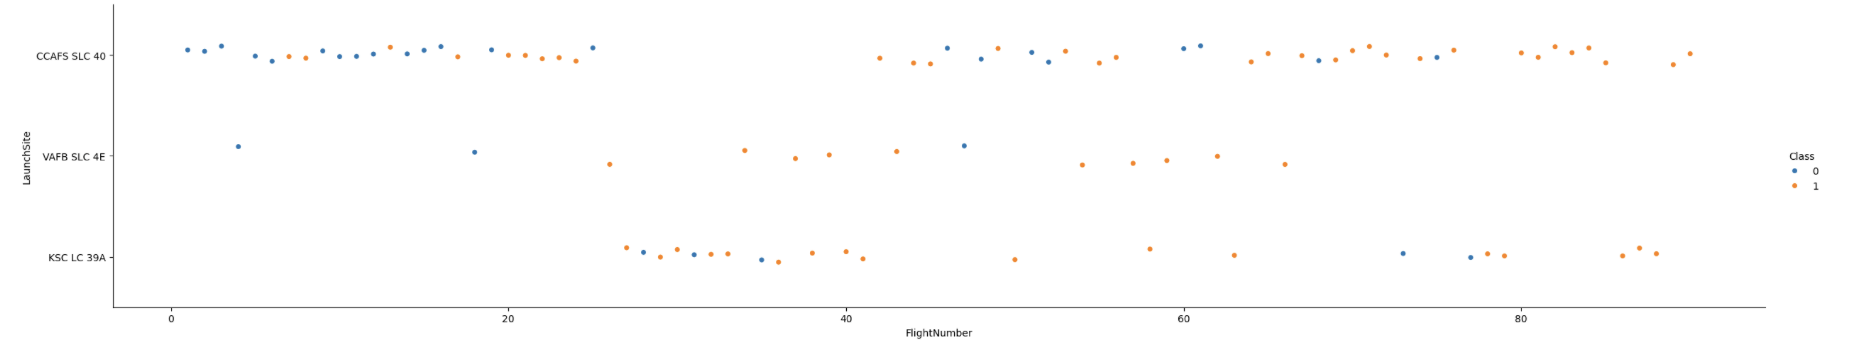 CCAFS SLC 40
VAFB SLC 4E
KSC LC 39A
LaunchSite
0 20 40 60 80
FlightNumber
Class
0
1